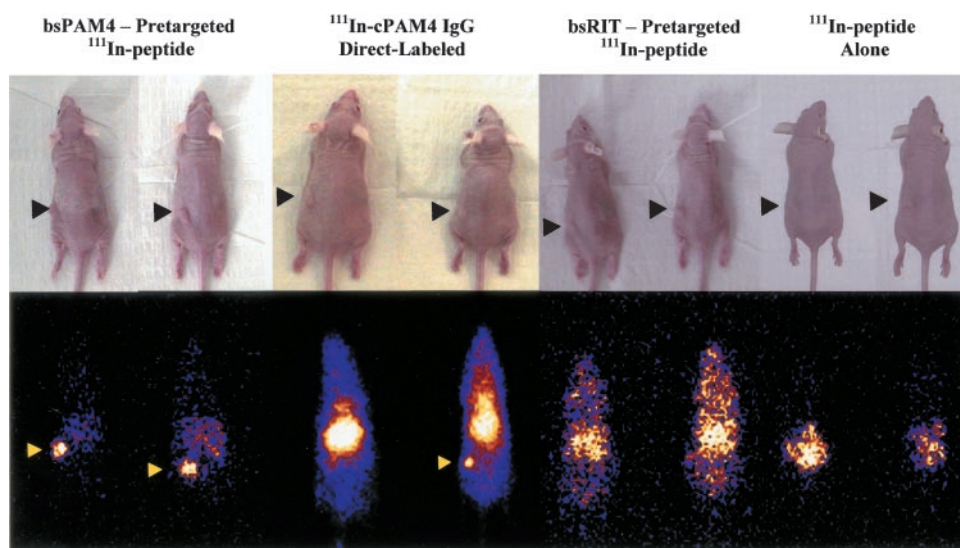 bsPAM4 – Pretargeted
¹¹¹In-peptide
¹¹¹In-cPAM4 IgG
Direct-Labeled
bsRIT – Pretargeted
¹¹¹In-peptide
¹¹¹In-peptide
Alone